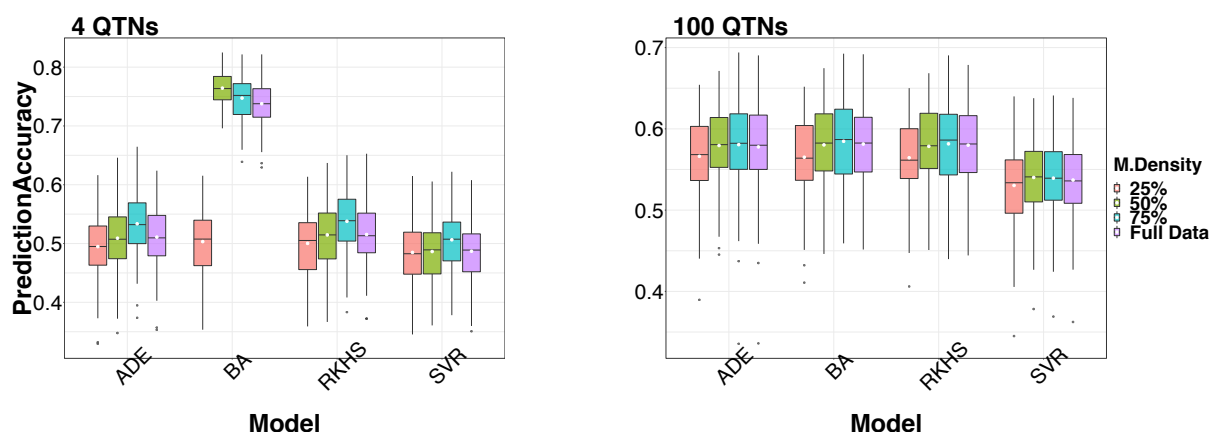 4 QTNs
PredictionAccuracy
0.8
0.7
0.6
0.5
0.4
ADE
BA
RKHS
SVR
Model
100 QTNs
0.7
0.6
0.5
0.4
ADE
BA
RKHS
SVR
Model
M.Density
25%
50%
75%
Full Data